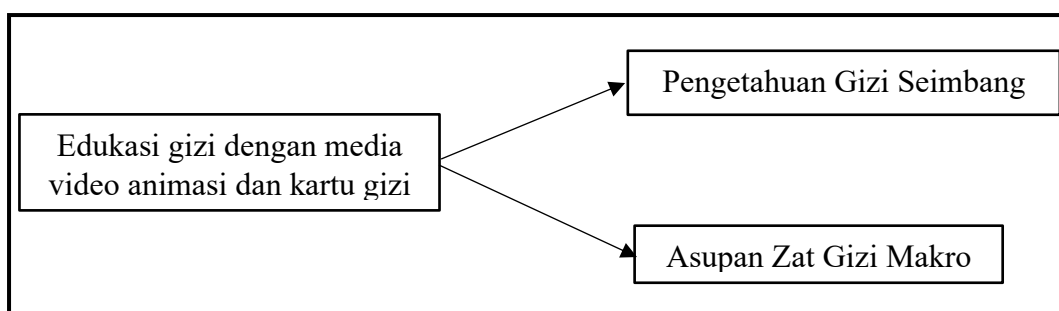 Pengetahuan Gizi Seimbang
Edukasi gizi dengan media
video animasi dan kartu gizi
Asupan Zat Gizi Makro